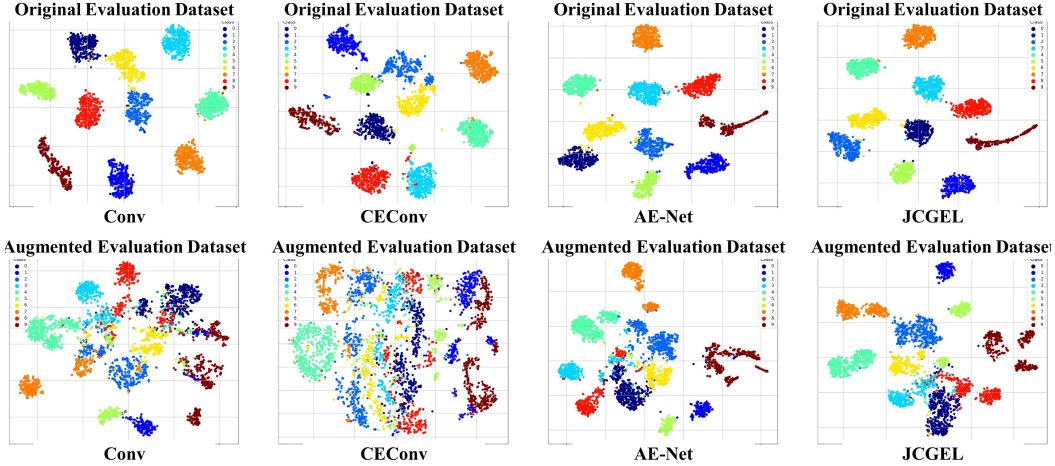 Original Evaluation Dataset
Original Evaluation Dataset
Original Evaluation Dataset
Original Evaluation Dataset
Conv
CEConv
AE-Net
JCGEL
Augmented Evaluation Dataset
Augmented Evaluation Dataset
Augmented Evaluation Dataset
Augmented Evaluation Dataset
Conv
CEConv
AE-Net
JCGEL